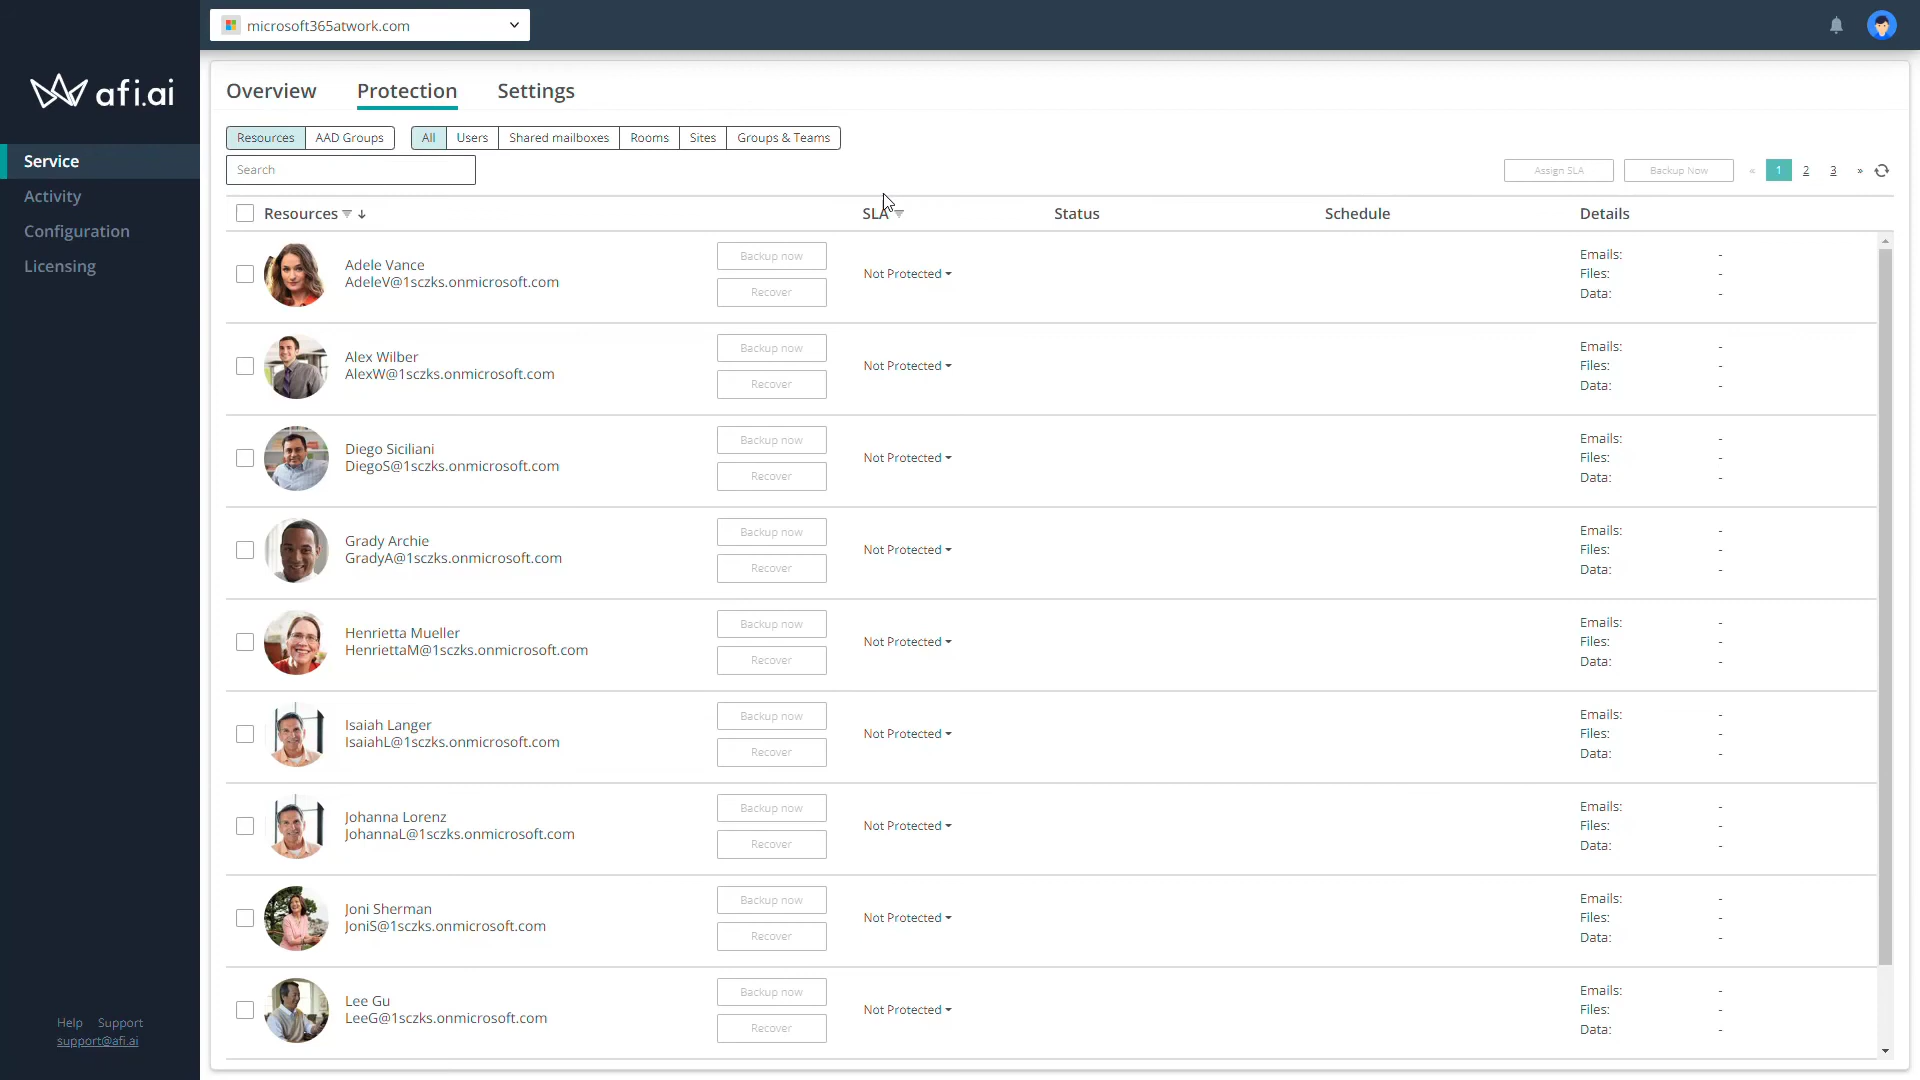 microsoft365atwork.com
afi.ai
Service
Activity
Configuration
Licensing
Help Support
support@afi.ai
Overview Protection Settings
Resources AAD Groups All Users Shared mailboxes Rooms Sites Groups & Teams
Search
Assign SLA Backup Now « 1 2 3 »
Resources SLA Status Schedule Details
Adele Vance
AdeleV@1sczks.onmicrosoft.com
Backup now
Recover
Not Protected
Emails: -
Files: -
Data: -
Alex Wilber
AlexW@1sczks.onmicrosoft.com
Backup now
Recover
Not Protected
Emails: -
Files: -
Data: -
Diego Siciliani
DiegoS@1sczks.onmicrosoft.com
Backup now
Recover
Not Protected
Emails: -
Files: -
Data: -
Grady Archie
GradyA@1sczks.onmicrosoft.com
Backup now
Recover
Not Protected
Emails: -
Files: -
Data: -
Henrietta Mueller
HenriettaM@1sczks.onmicrosoft.com
Backup now
Recover
Not Protected
Emails: -
Files: -
Data: -
Isaiah Langer
IsaiahL@1sczks.onmicrosoft.com
Backup now
Recover
Not Protected
Emails: -
Files: -
Data: -
Johanna Lorenz
JohannaL@1sczks.onmicrosoft.com
Backup now
Recover
Not Protected
Emails: -
Files: -
Data: -
Joni Sherman
JoniS@1sczks.onmicrosoft.com
Backup now
Recover
Not Protected
Emails: -
Files: -
Data: -
Lee Gu
LeeG@1sczks.onmicrosoft.com
Backup now
Recover
Not Protected
Emails: -
Files: -
Data: -